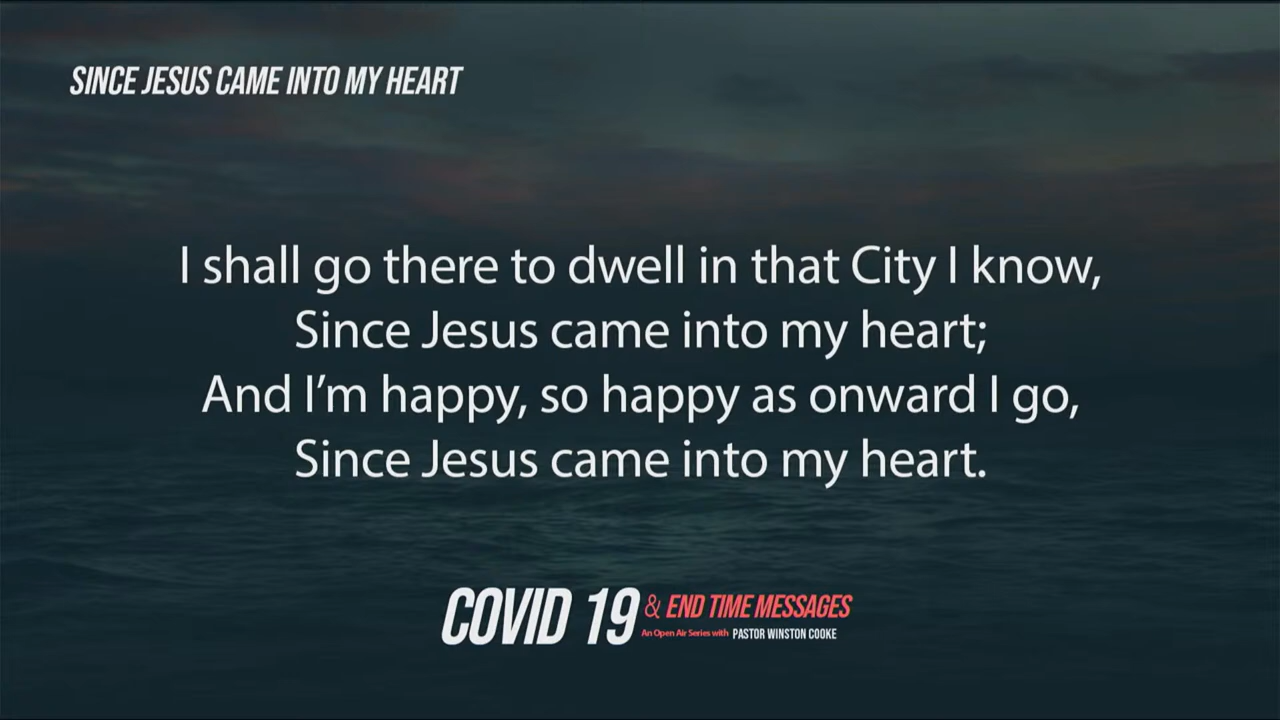 SINCE JESUS CAME INTO MY HEART
I shall go there to dwell in that City I know,
Since Jesus came into my heart;
And I’m happy, so happy as onward I go,
Since Jesus came into my heart.
COVID 19 & END TIME MESSAGES
An Open Air Series with PASTOR WINSTON COOKE